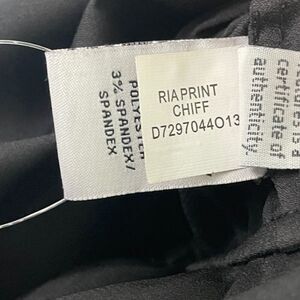 POLYESTER
3% SPANDEX/
SPANDEX
RIAPRINT
CHIFF
D7297044O13
certificate of
authenticity.